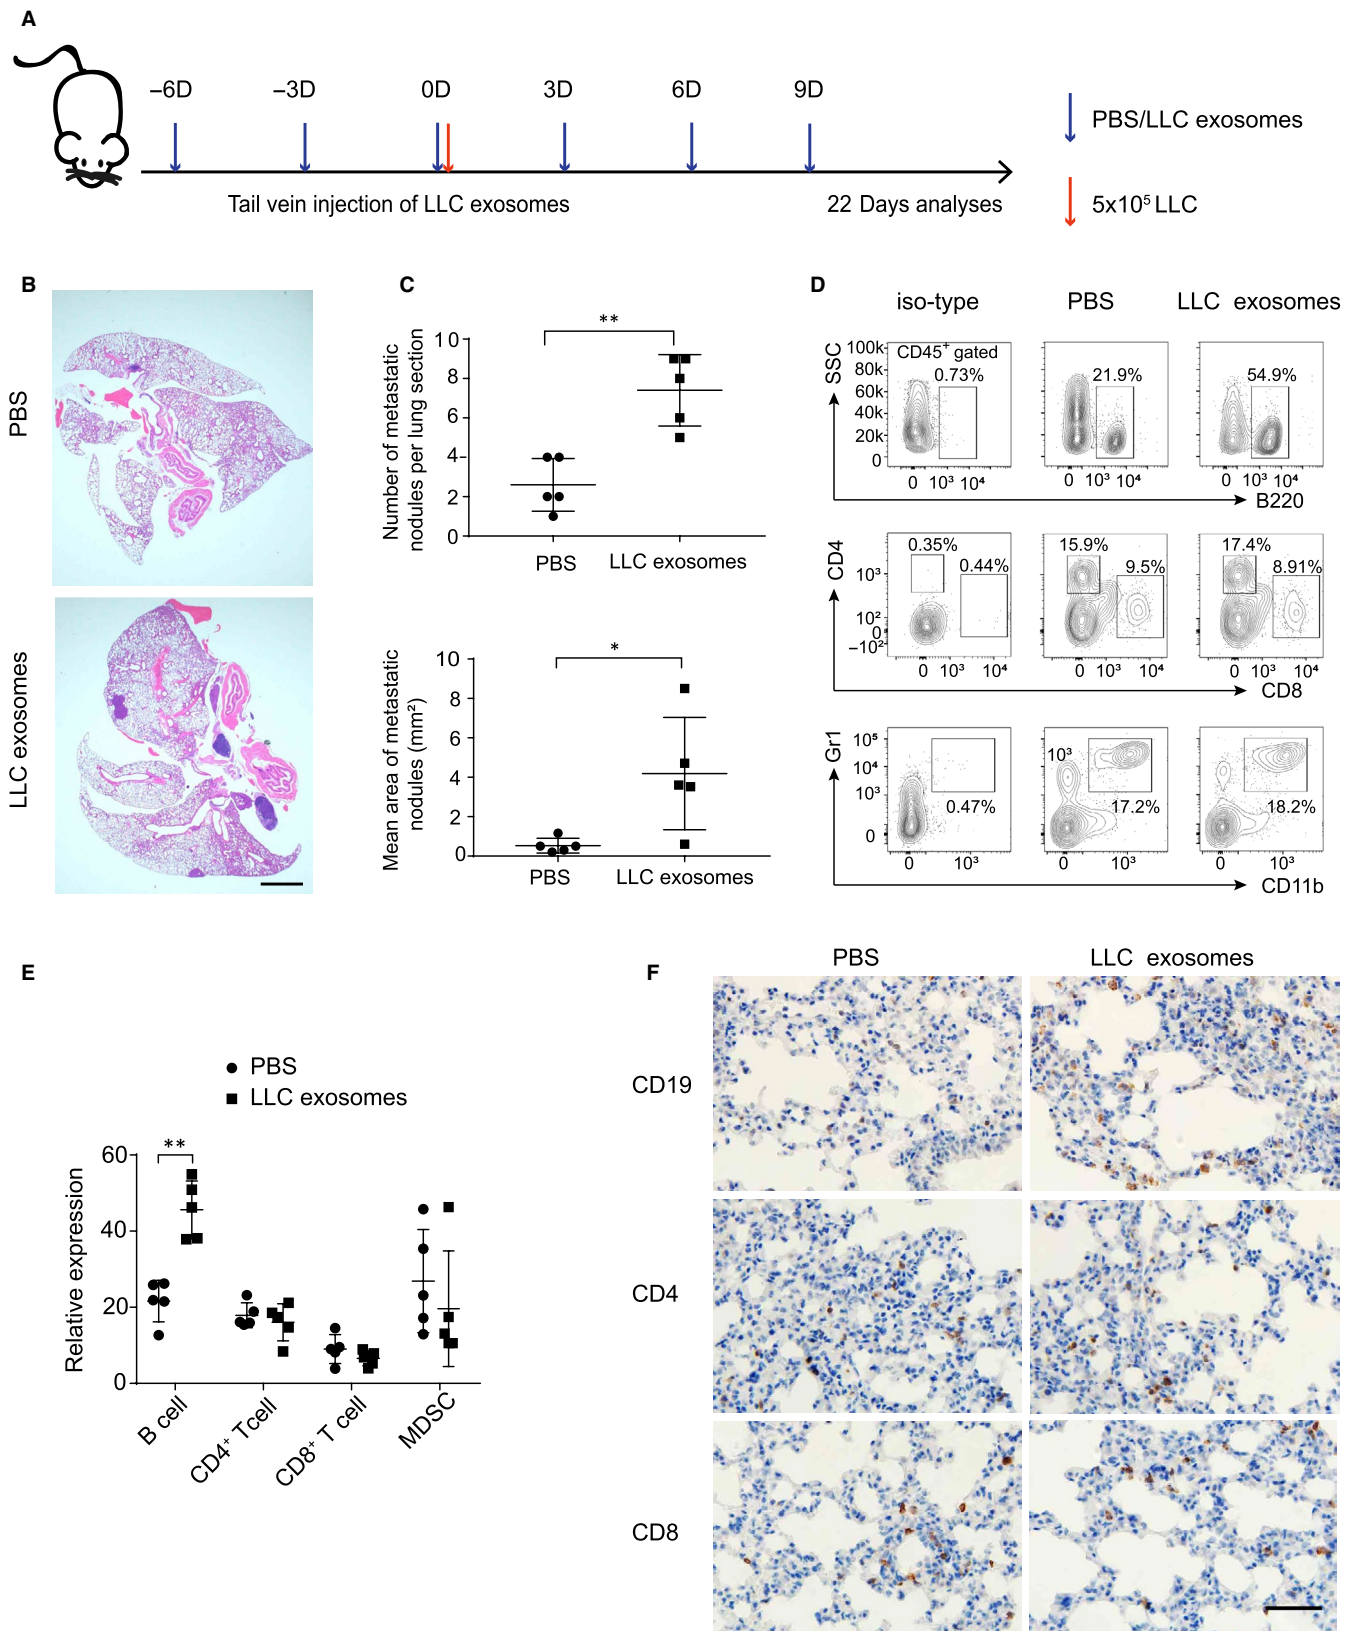 A
−6D −3D 0D 3D 6D 9D
PBS/LLC exosomes
Tail vein injection of LLC exosomes
22 Days analyses
5x10⁵ LLC
B
PBS
LLC exosomes
C
**
Number of metastatic
nodules per lung section
10
8
6
4
2
0
PBS LLC exosomes
*
Mean area of metastatic
nodules (mm²)
10
8
6
4
2
0
PBS LLC exosomes
D
iso-type PBS LLC exosomes
SSC
100k
80k
60k
40k
20k
0
CD45⁺ gated
0.73% 21.9% 54.9%
0 10³ 10⁴ 0 10³ 10⁴ 0 10³ 10⁴
B220
CD4
10³
10²
0
−10²
0.35% 0.44% 15.9% 9.5% 17.4% 8.91%
0 10³ 10⁴ 0 10³ 10⁴ 0 10³ 10⁴
CD8
Gr1
10⁵
10⁴
10³
0
10³
0.47% 17.2% 18.2%
0 10³ 0 10³ 0 10³
CD11b
E
PBS
LLC exosomes
**
Relative expression
60
40
20
0
B cell
CD4⁺ Tcell
CD8⁺ T cell
MDSC
F
PBS LLC exosomes
CD19
CD4
CD8